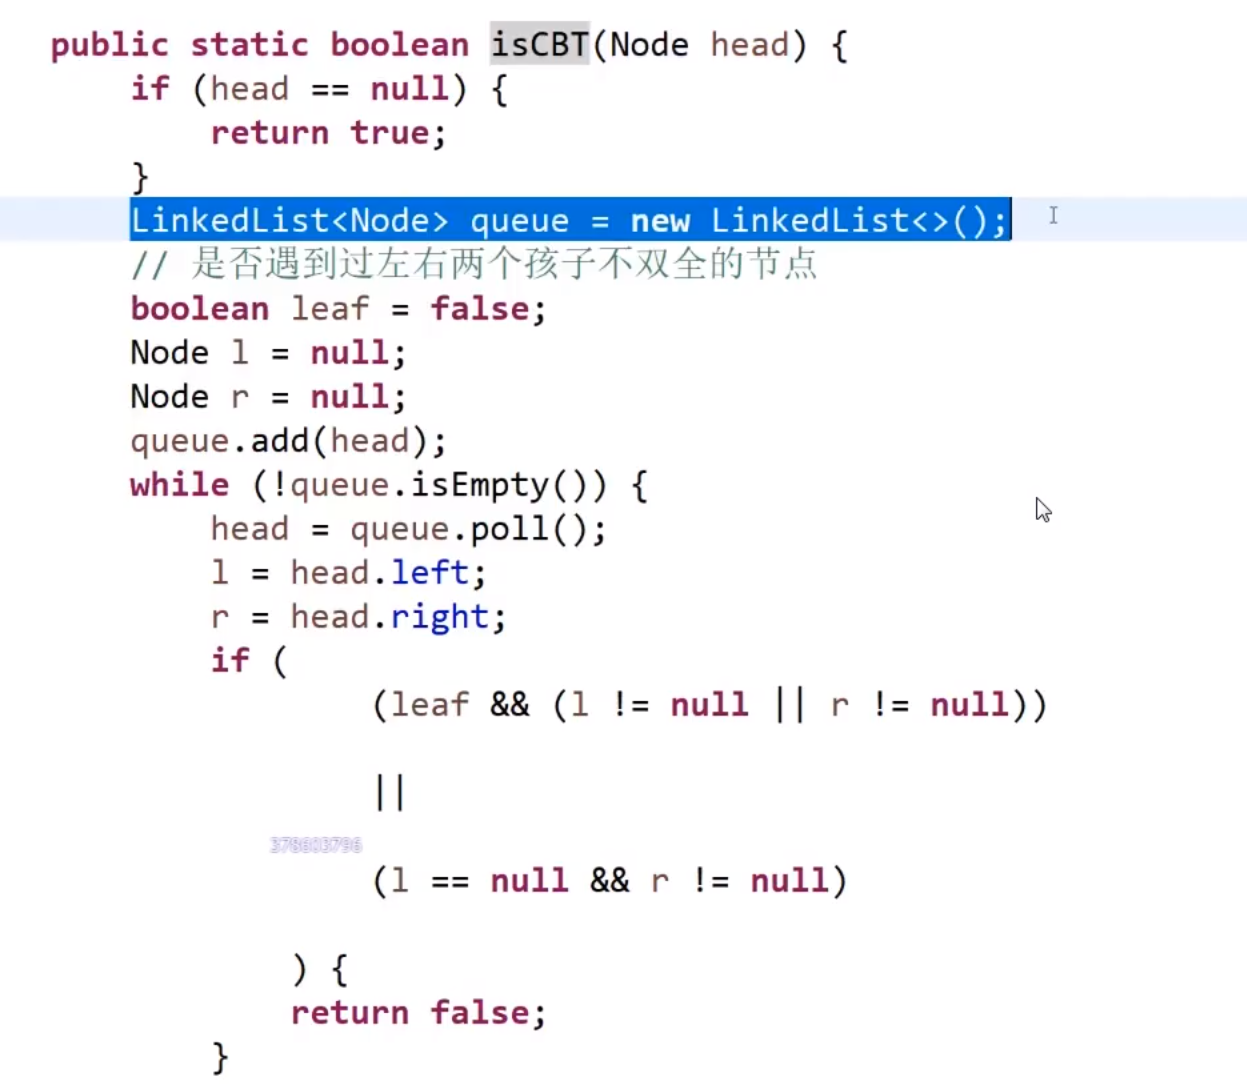 public static boolean isCBT(Node head) {
if (head == null) {
return true;
}
LinkedList<Node> queue = new LinkedList<>();
// 是否遇到过左右两个孩子不双全的节点
boolean leaf = false;
Node l = null;
Node r = null;
queue.add(head);
while (!queue.isEmpty()) {
head = queue.poll();
l = head.left;
r = head.right;
if (
(leaf && (l != null || r != null))
||
378603796
(l == null && r != null)
) {
return false;
}